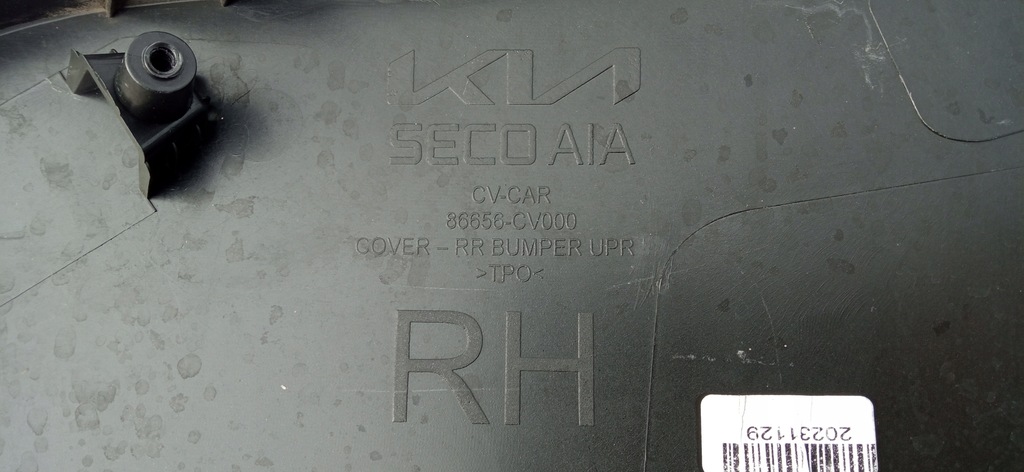 KIA
SECO AIA
CV-CAR
86656-CV000
COVER – RR BUMPER UPR
>TPO<
RH
20231129